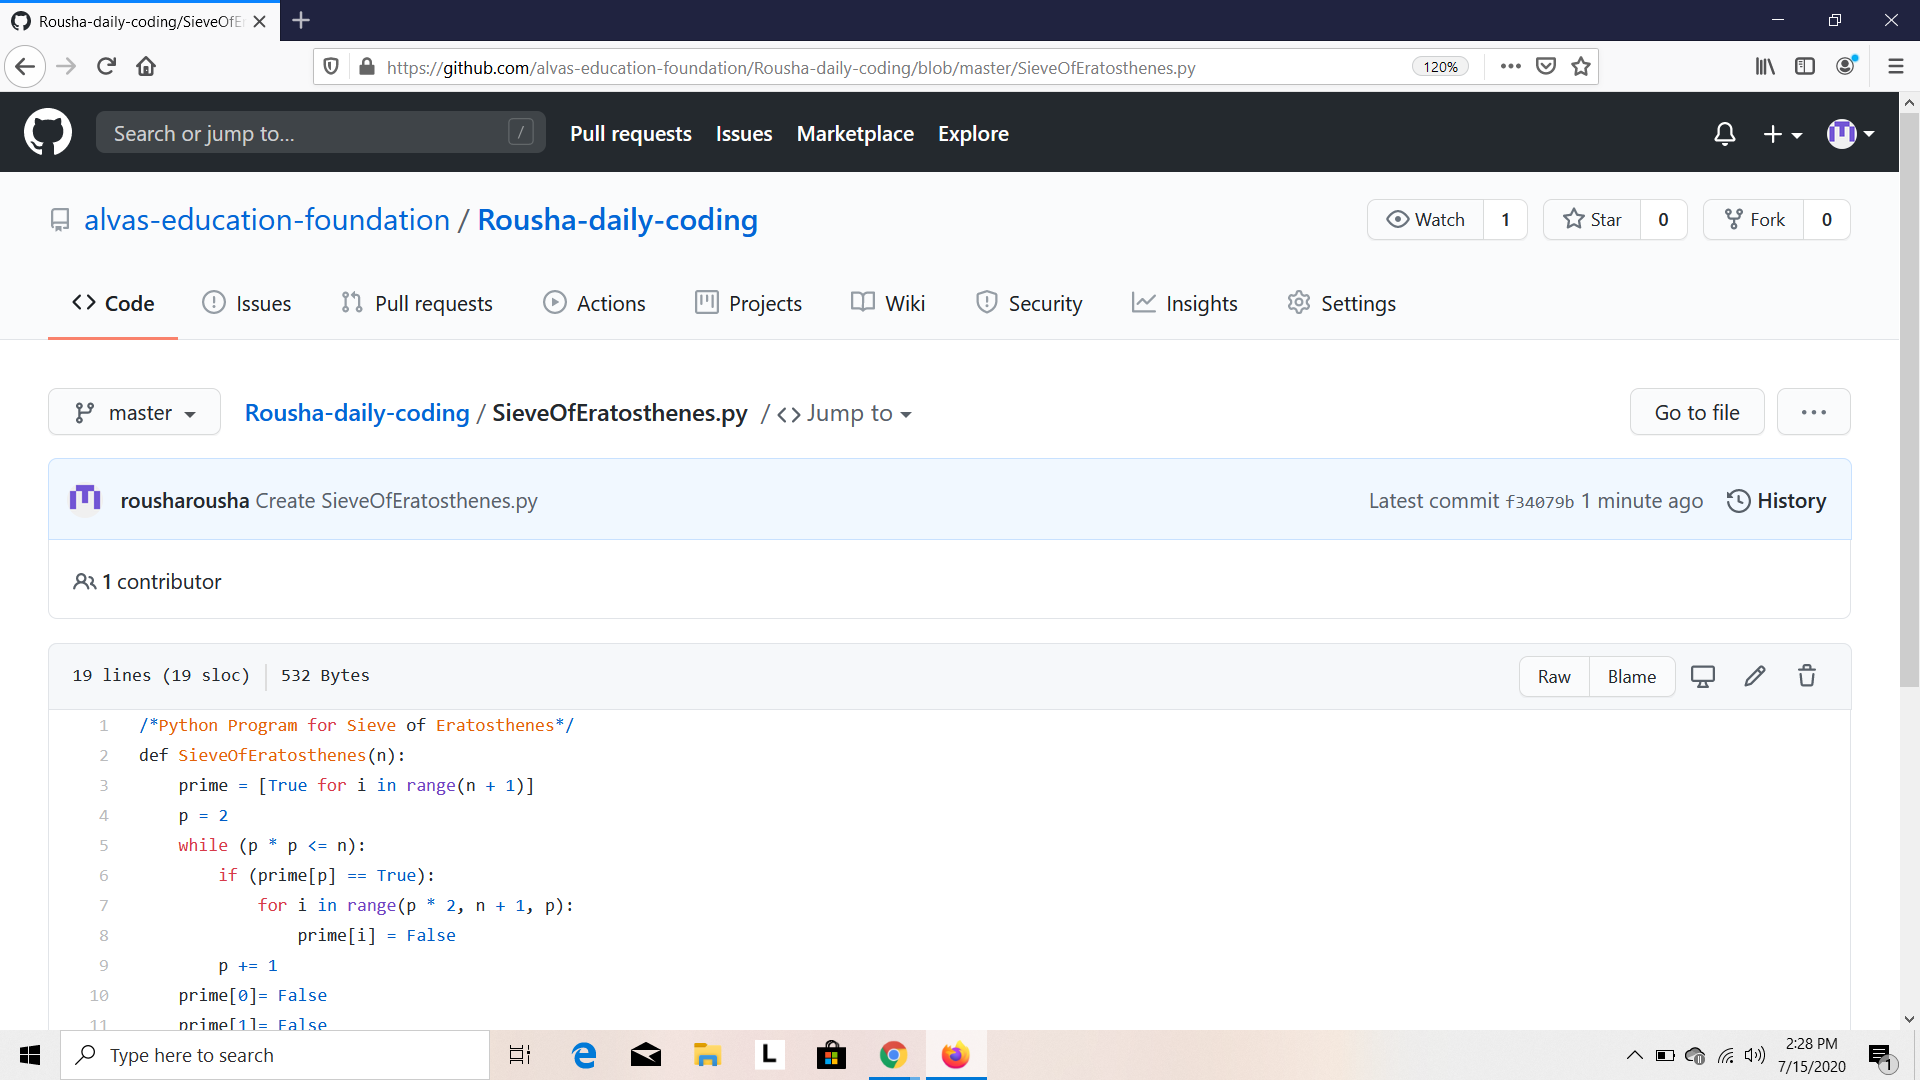 Rousha-daily-coding/SieveOfEr
https://github.com/alvas-education-foundation/Rousha-daily-coding/blob/master/SieveOfEratosthenes.py 120%
Search or jump to... / Pull requests Issues Marketplace Explore
alvas-education-foundation / Rousha-daily-coding Watch 1 Star 0 Fork 0
Code Issues Pull requests Actions Projects Wiki Security Insights Settings
master Rousha-daily-coding / SieveOfEratosthenes.py / <> Jump to Go to file ...
rousharousha Create SieveOfEratosthenes.py Latest commit f34079b 1 minute ago History
1 contributor
19 lines (19 sloc) 532 Bytes Raw Blame
1 /*Python Program for Sieve of Eratosthenes*/
2 def SieveOfEratosthenes(n):
3     prime = [True for i in range(n + 1)]
4     p = 2
5     while (p * p <= n):
6         if (prime[p] == True):
7             for i in range(p * 2, n + 1, p):
8                 prime[i] = False
9         p += 1
10     prime[0]= False
11     prime[1]= False
Type here to search L 2:28 PM
7/15/2020 1